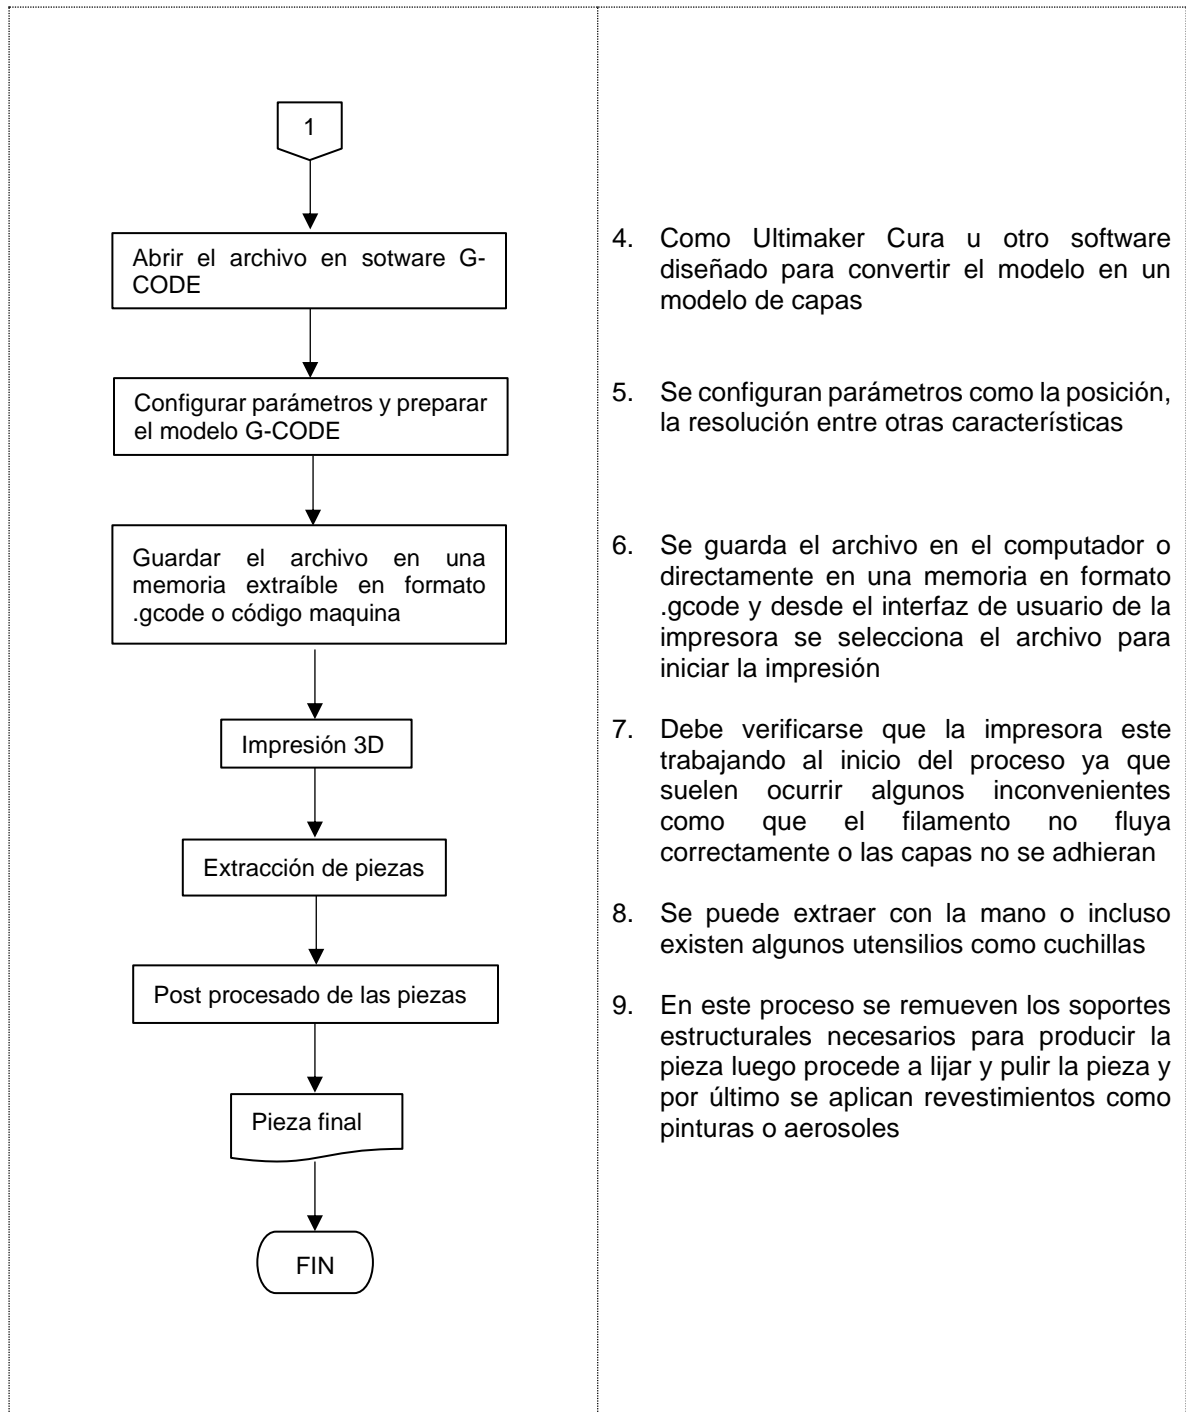 1
Abrir el archivo en sotware G-
CODE
Configurar parámetros y preparar
el modelo G-CODE
Guardar el archivo en una
memoria extraíble en formato
.gcode o código maquina
Impresión 3D
Extracción de piezas
Post procesado de las piezas
Pieza final
FIN
4. Como Ultimaker Cura u otro software
diseñado para convertir el modelo en un
modelo de capas
5. Se configuran parámetros como la posición,
la resolución entre otras características
6. Se guarda el archivo en el computador o
directamente en una memoria en formato
.gcode y desde el interfaz de usuario de la
impresora se selecciona el archivo para
iniciar la impresión
7. Debe verificarse que la impresora este
trabajando al inicio del proceso ya que
suelen ocurrir algunos inconvenientes
como que el filamento no fluya
correctamente o las capas no se adhieran
8. Se puede extraer con la mano o incluso
existen algunos utensilios como cuchillas
9. En este proceso se remueven los soportes
estructurales necesarios para producir la
pieza luego procede a lijar y pulir la pieza y
por último se aplican revestimientos como
pinturas o aerosoles